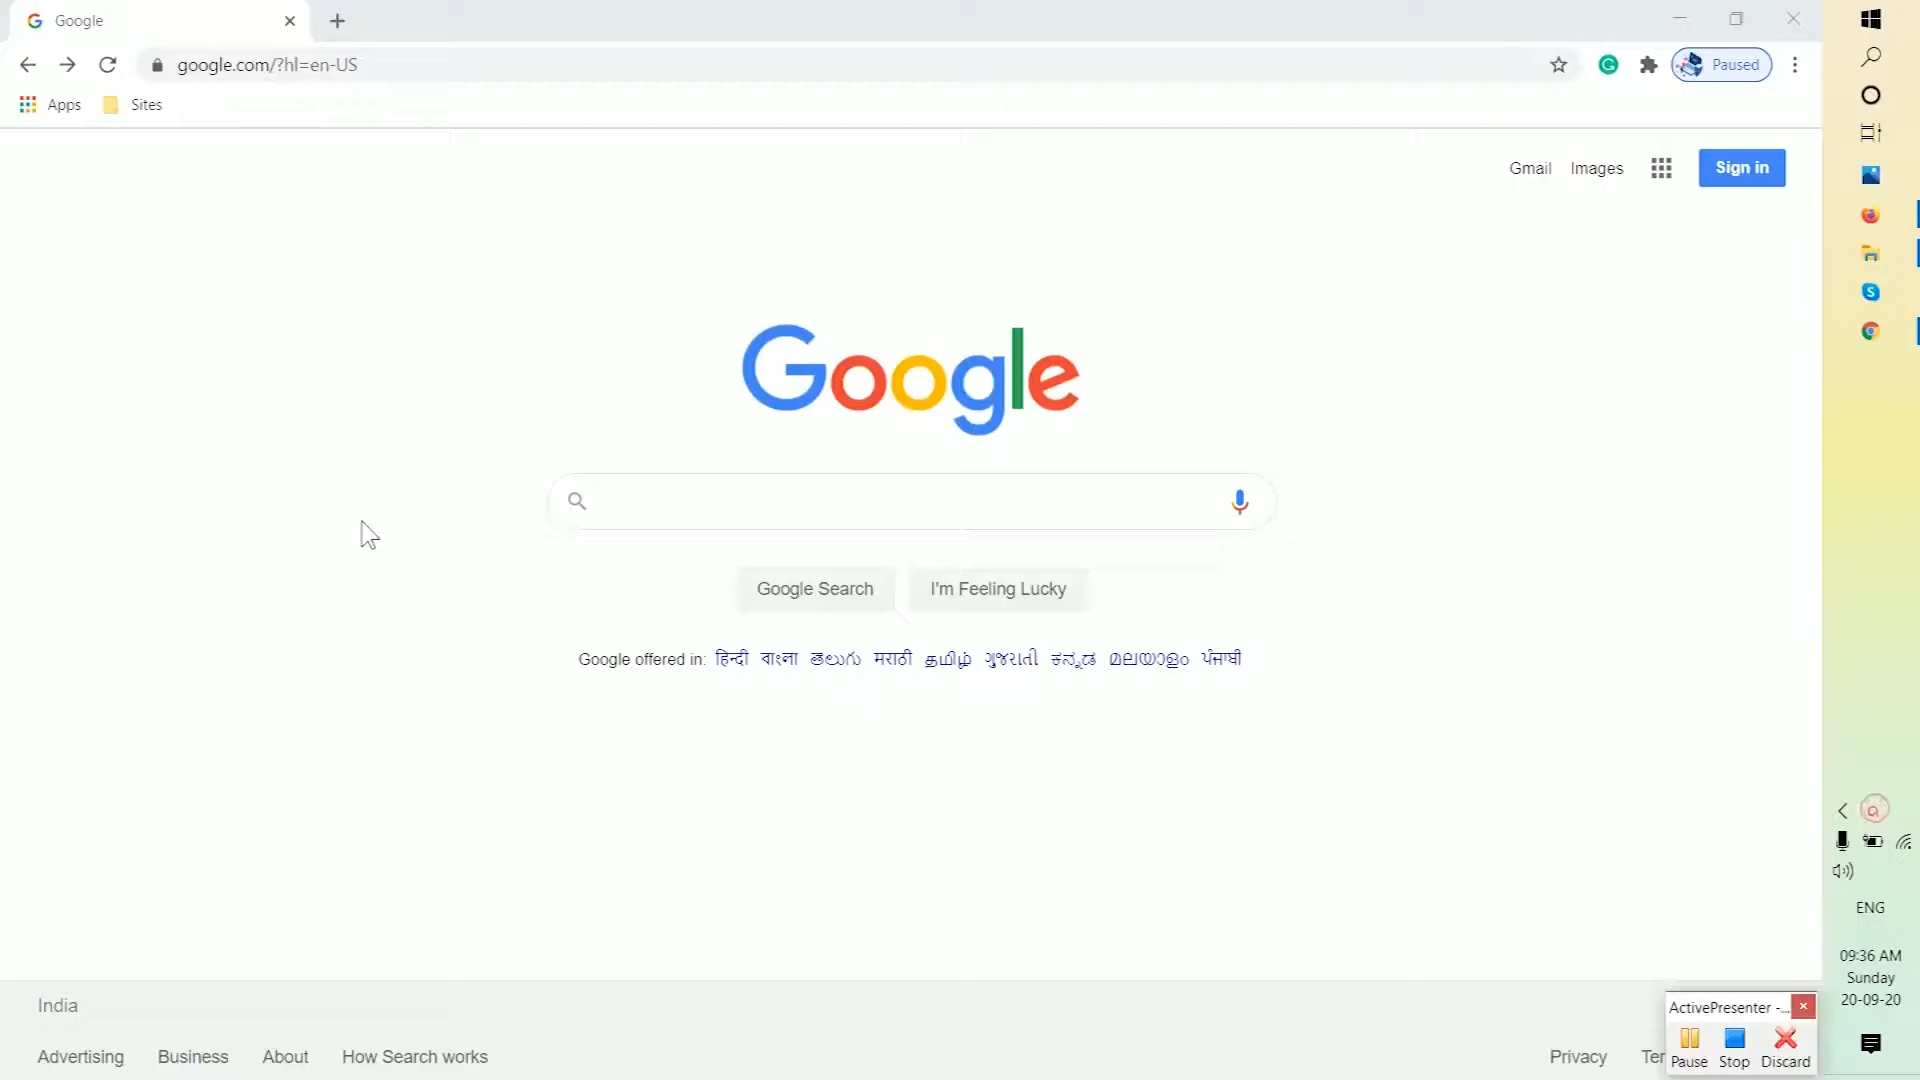 Google
google.com/?hl=en-US
Paused
Apps
Sites
Gmail
Images
Sign in
Google
Google Search
I'm Feeling Lucky
Google offered in: हिन्दी বাংলা తెలుగు मराठी தமிழ் ગુજરાતી ಕನ್ನಡ മലയാളം ਪੰਜਾਬੀ
ENG
09:36 AM
Sunday
20-09-20
India
Advertising
Business
About
How Search works
Privacy
Ter
ActivePresenter -...
Pause
Stop
Discard